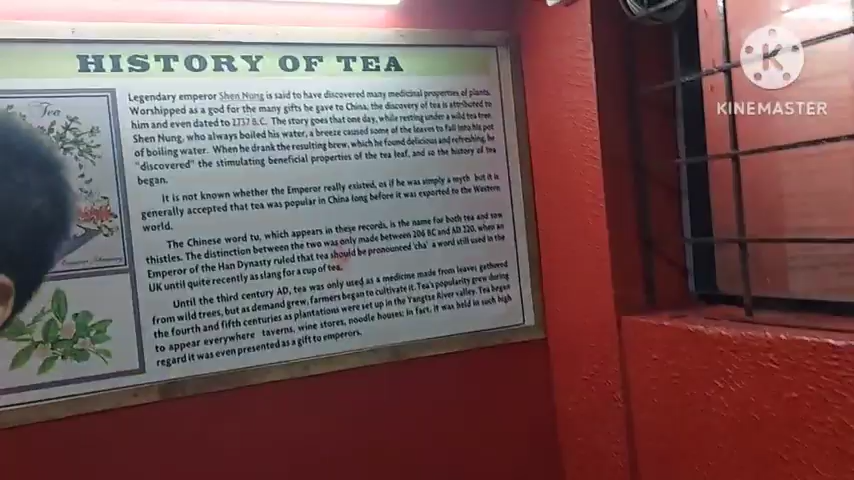 HISTORY OF TEA
Legendary emperor Shen Nung is said to have discovered many medicinal properties of plants.
Worshipped as a god for the many gifts he gave to China, the discovery of tea is attributed to
him and even dated to 2737 B.C. The story goes that one day, while resting under a wild tea tree,
Shen Nung, who always boiled his water, a breeze caused some of the leaves to fall into his pot
of boiling water. When he drank the resulting brew, which he found delicious and refreshing, he
"discovered" the stimulating beneficial properties of the tea leaf, and so the history of tea
began.
It is not known whether the Emperor really existed, or if he was simply a myth but it is
generally accepted that tea was popular in China long before it was exported to the Western
world.
The Chinese word tu, which appears in these records, is the name for both tea and sow
thistles. The distinction between the two was only made between 206 BC and AD 220, when an
Emperor of the Han Dynasty ruled that tea should be pronounced 'cha' a word still used in the
UK until quite recently as slang for a cup of tea.
Until the third century AD, tea was only used as a medicine made from leaves gathered
from wild trees, but as demand grew, farmers began to cultivate it. Tea's popularity grew during
the fourth and fifth centuries as plantations were set up in the Yangtse River valley. Tea began
to appear everywhere taverns, wine stores, noodle houses: in fact, it was held in such high
regard it was even presented as a gift to emperors.
Tea
K
KINEMASTER